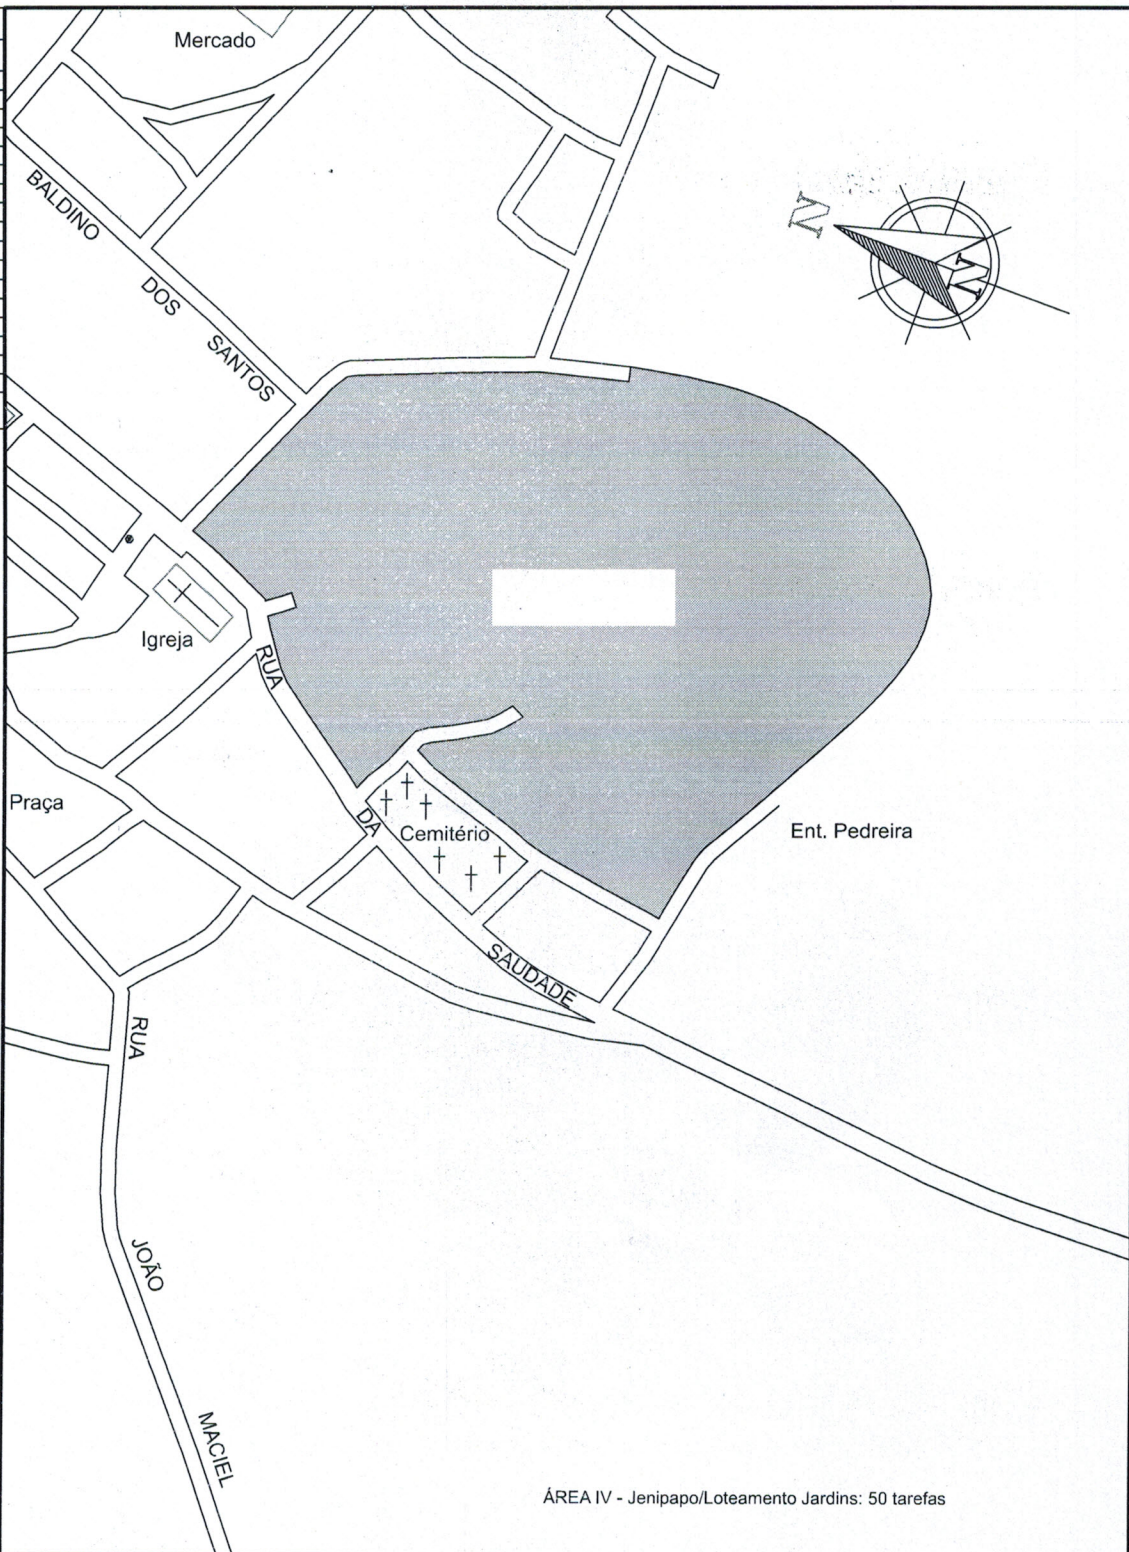 Mercado
BALDINO
DOS
SANTOS
N
N
Igreja
RUA
DA
SAUDADE
Praça
Cemitério
Ent. Pedreira
RUA
JOÃO
MACIEL
ÁREA IV - Jenipapo/Loteamento Jardins: 50 tarefas